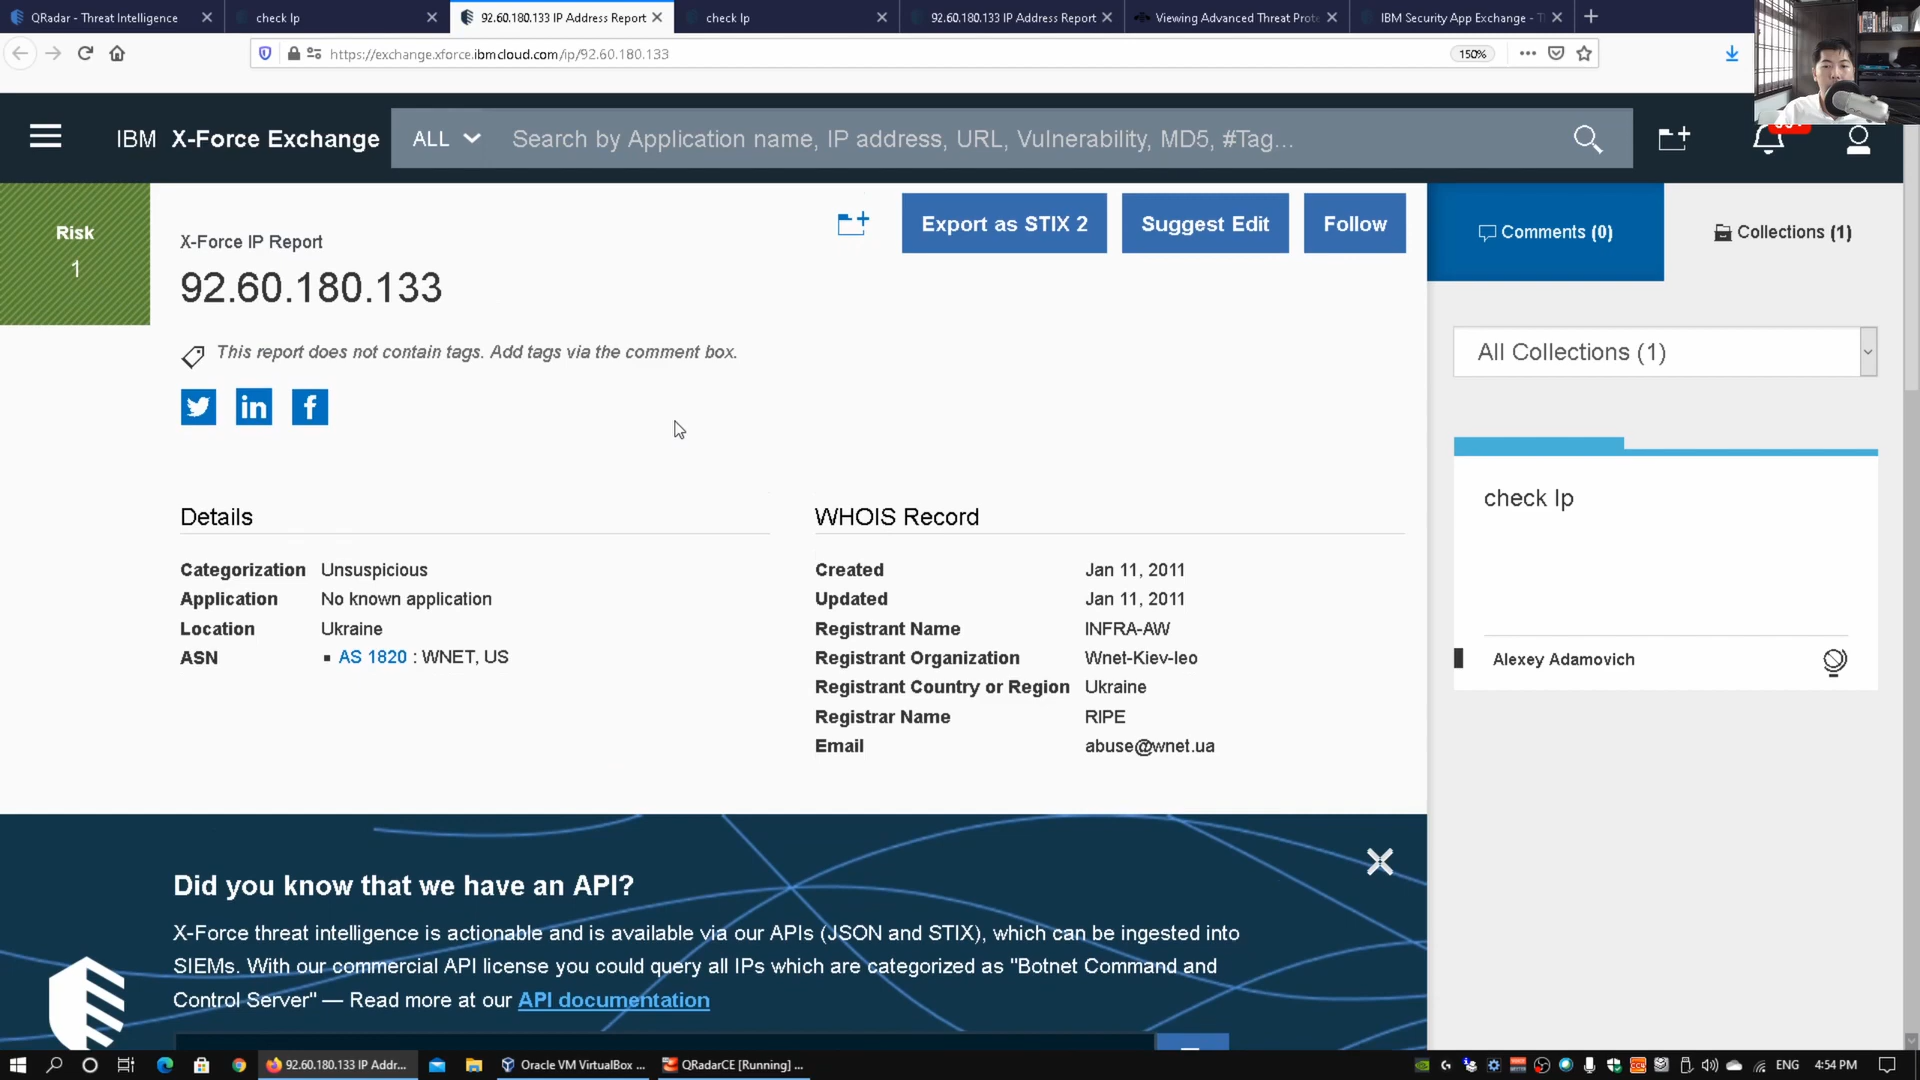 QRadar - Threat Intelligence
check Ip
92.60.180.133 IP Address Report
check Ip
92.60.180.133 IP Address Report
Viewing Advanced Threat Prote
IBM Security App Exchange - T
https://exchange.xforce.ibmcloud.com/ip/92.60.180.133
150%
IBM X-Force Exchange
ALL
Search by Application name, IP address, URL, Vulnerability, MD5, #Tag...
Risk
1
X-Force IP Report
92.60.180.133
Export as STIX 2
Suggest Edit
Follow
Comments (0)
Collections (1)
This report does not contain tags. Add tags via the comment box.
All Collections (1)
check Ip
Alexey Adamovich
Details
Categorization Unsuspicious
Application No known application
Location Ukraine
ASN AS 1820 : WNET, US
WHOIS Record
Created Jan 11, 2011
Updated Jan 11, 2011
Registrant Name INFRA-AW
Registrant Organization Wnet-Kiev-leo
Registrant Country or Region Ukraine
Registrar Name RIPE
Email abuse@wnet.ua
Did you know that we have an API?
X-Force threat intelligence is actionable and is available via our APIs (JSON and STIX), which can be ingested into
SIEMs. With our commercial API license you could query all IPs which are categorized as "Botnet Command and
Control Server" — Read more at our API documentation
92.60.180.133 IP Addr...
Oracle VM VirtualBox ...
QRadarCE [Running] ...
ENG
4:54 PM